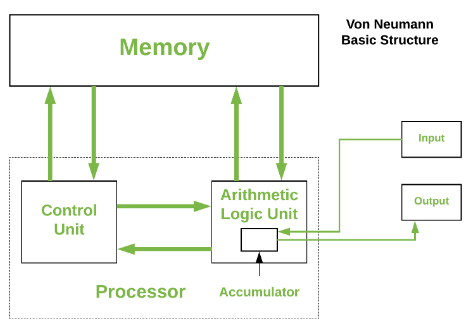 Von Neumann
Basic Structure
Memory
Input
Output
Control
Unit
Arithmetic
Logic Unit
Processor
Accumulator